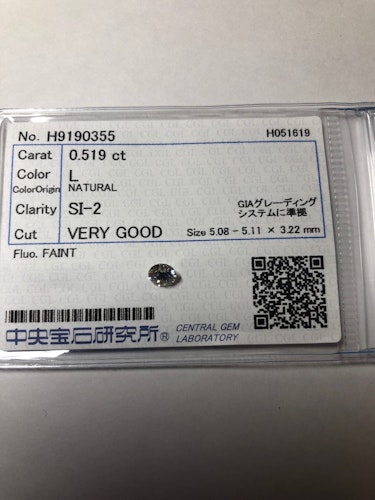 No. H9190355 H051619
Carat 0.519 ct
Color L
ColorOrigin NATURAL
Clarity SI-2 GIAグレーディング
システムに準拠
Cut VERY GOOD Size 5.08 - 5.11 × 3.22 mm
Fluo. FAINT
中央宝石研究所® CENTRAL GEM
LABORATORY